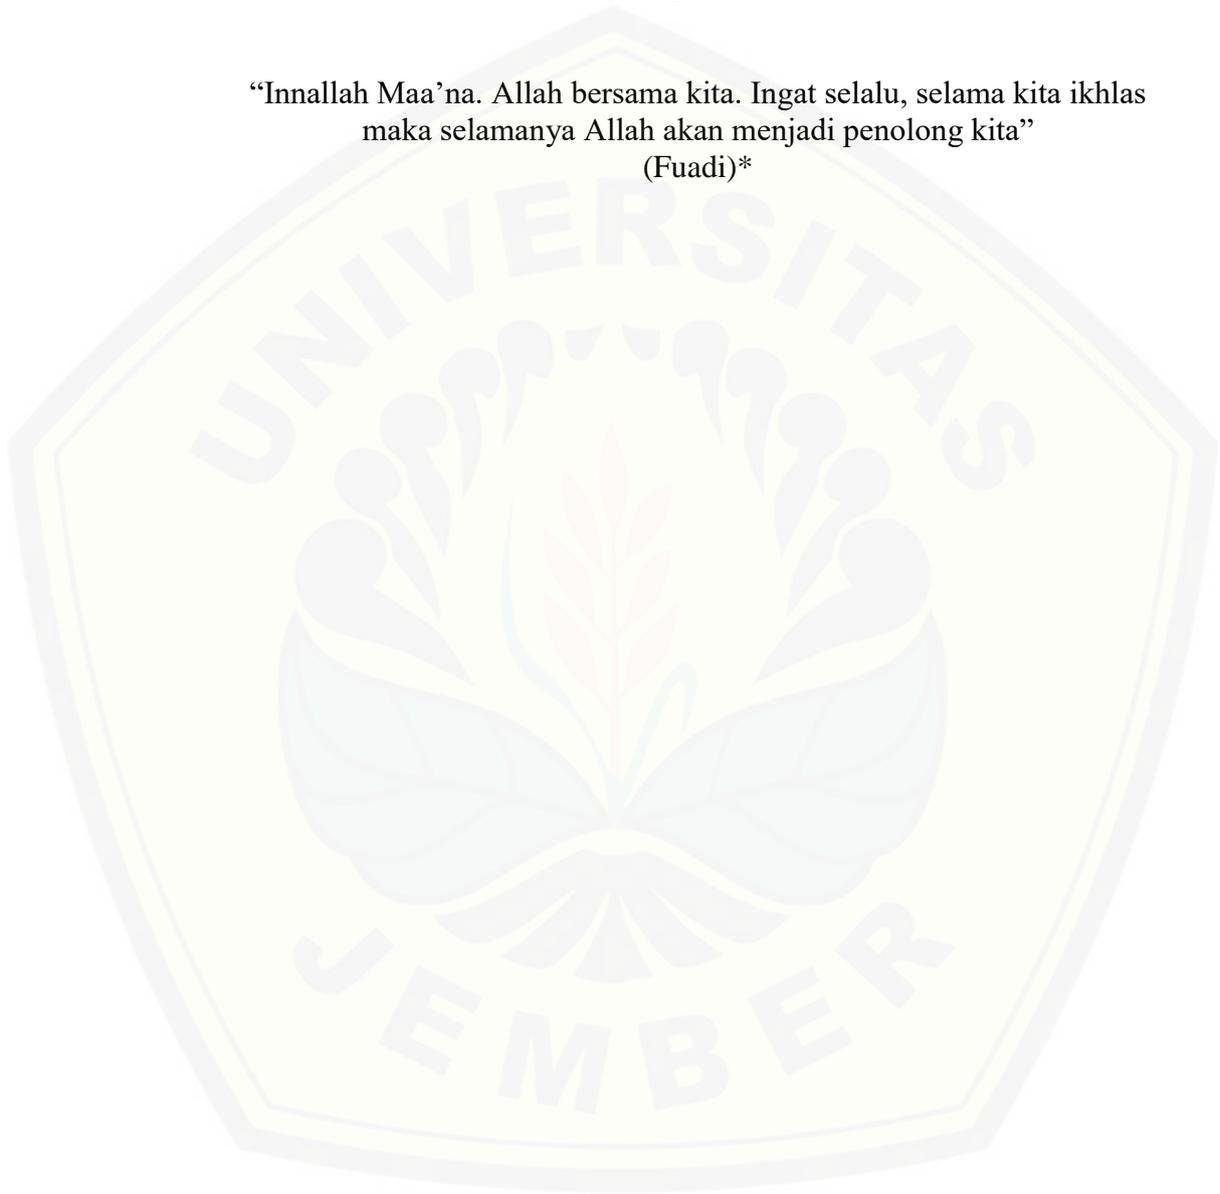 “Innallah Maa’na. Allah bersama kita. Ingat selalu, selama kita ikhlas
maka selamanya Allah akan menjadi penolong kita”
(Fuadi)*
UNIVERSITAS
JEMBER